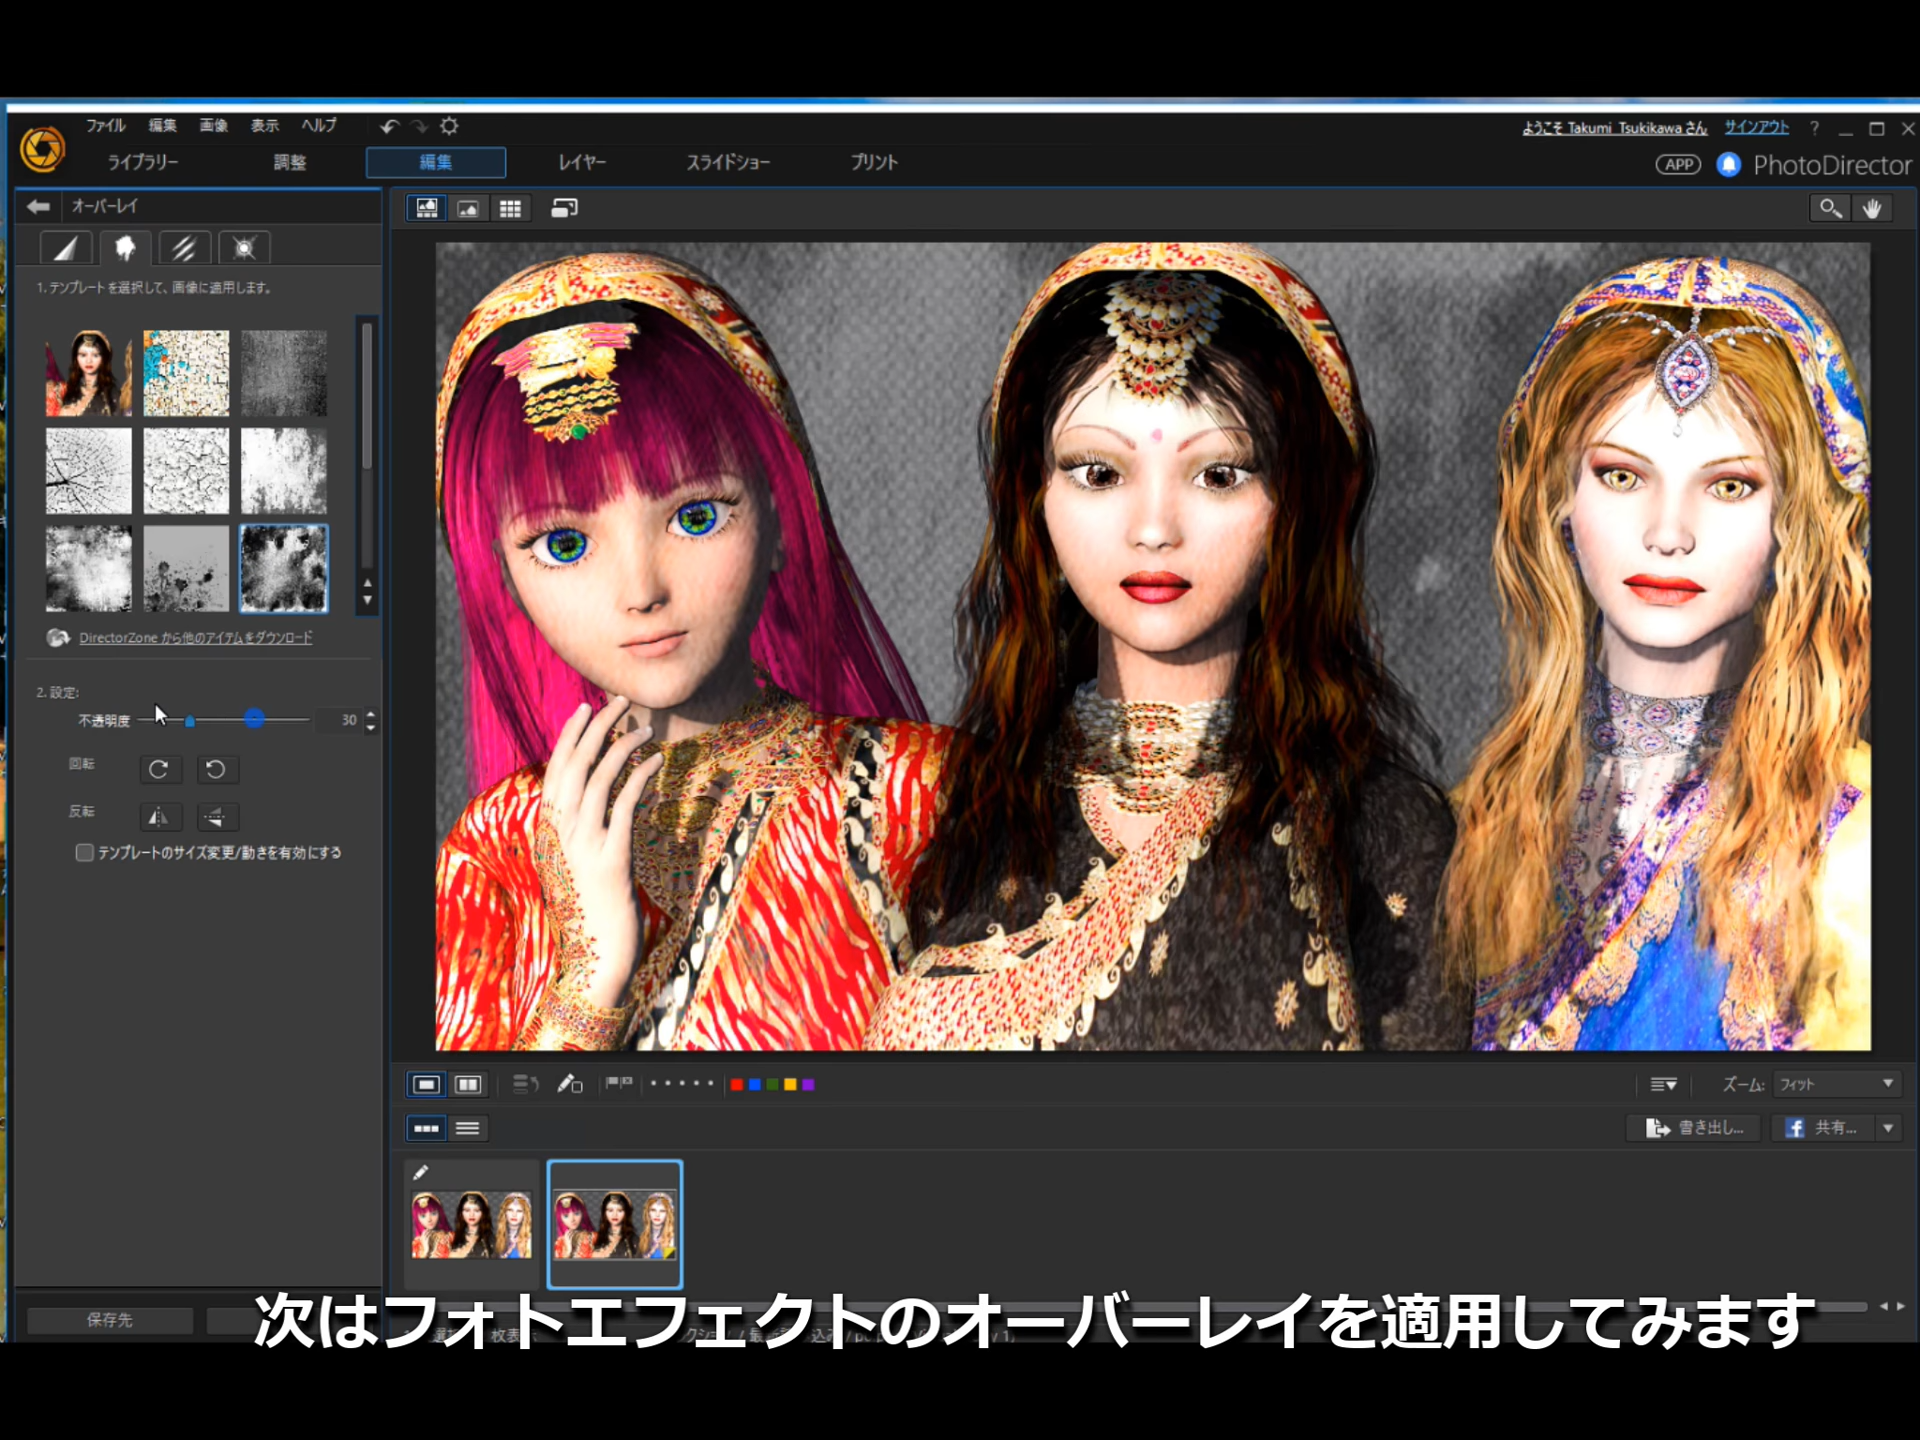 ファイル 編集 画像 表示 ヘルプ
ようこそ Takumi Tsukikawa さん サインアウト ?
ライブラリー 調整 編集 レイヤー スライドショー プリント
APP PhotoDirector
オーバーレイ
1. テンプレートを選択して、画像に適用します。
DirectorZone から他のアイテムをダウンロード
2. 設定:
不透明度 30
回転
反転
テンプレートのサイズ変更/動きを有効にする
ズーム: フィット
書き出し... f 共有...
保存先
次はフォトエフェクトのオーバーレイを適用してみます